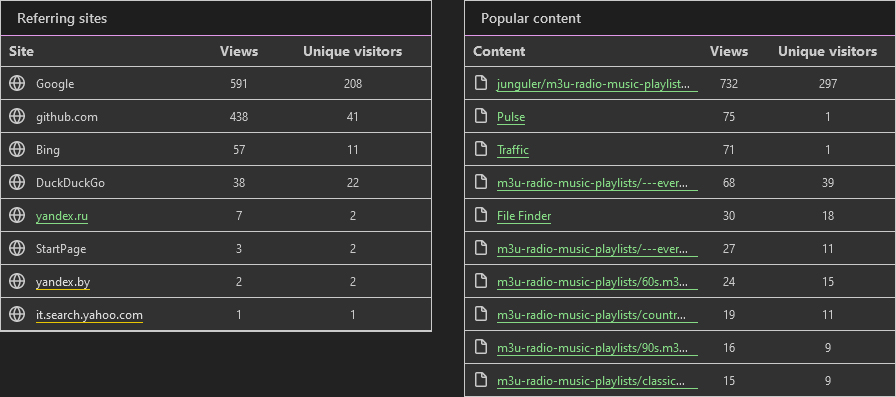 Referring sites
Site Views Unique visitors
Google 591 208
github.com 438 41
Bing 57 11
DuckDuckGo 38 22
yandex.ru 7 2
StartPage 3 2
yandex.by 2 2
it.search.yahoo.com 1 1
Popular content
Content Views Unique visitors
junguler/m3u-radio-music-playlist... 732 297
Pulse 75 1
Traffic 71 1
m3u-radio-music-playlists/---ever... 68 39
File Finder 30 18
m3u-radio-music-playlists/---ever... 27 11
m3u-radio-music-playlists/60s.m3... 24 15
m3u-radio-music-playlists/countr... 19 11
m3u-radio-music-playlists/90s.m3... 16 9
m3u-radio-music-playlists/classic... 15 9